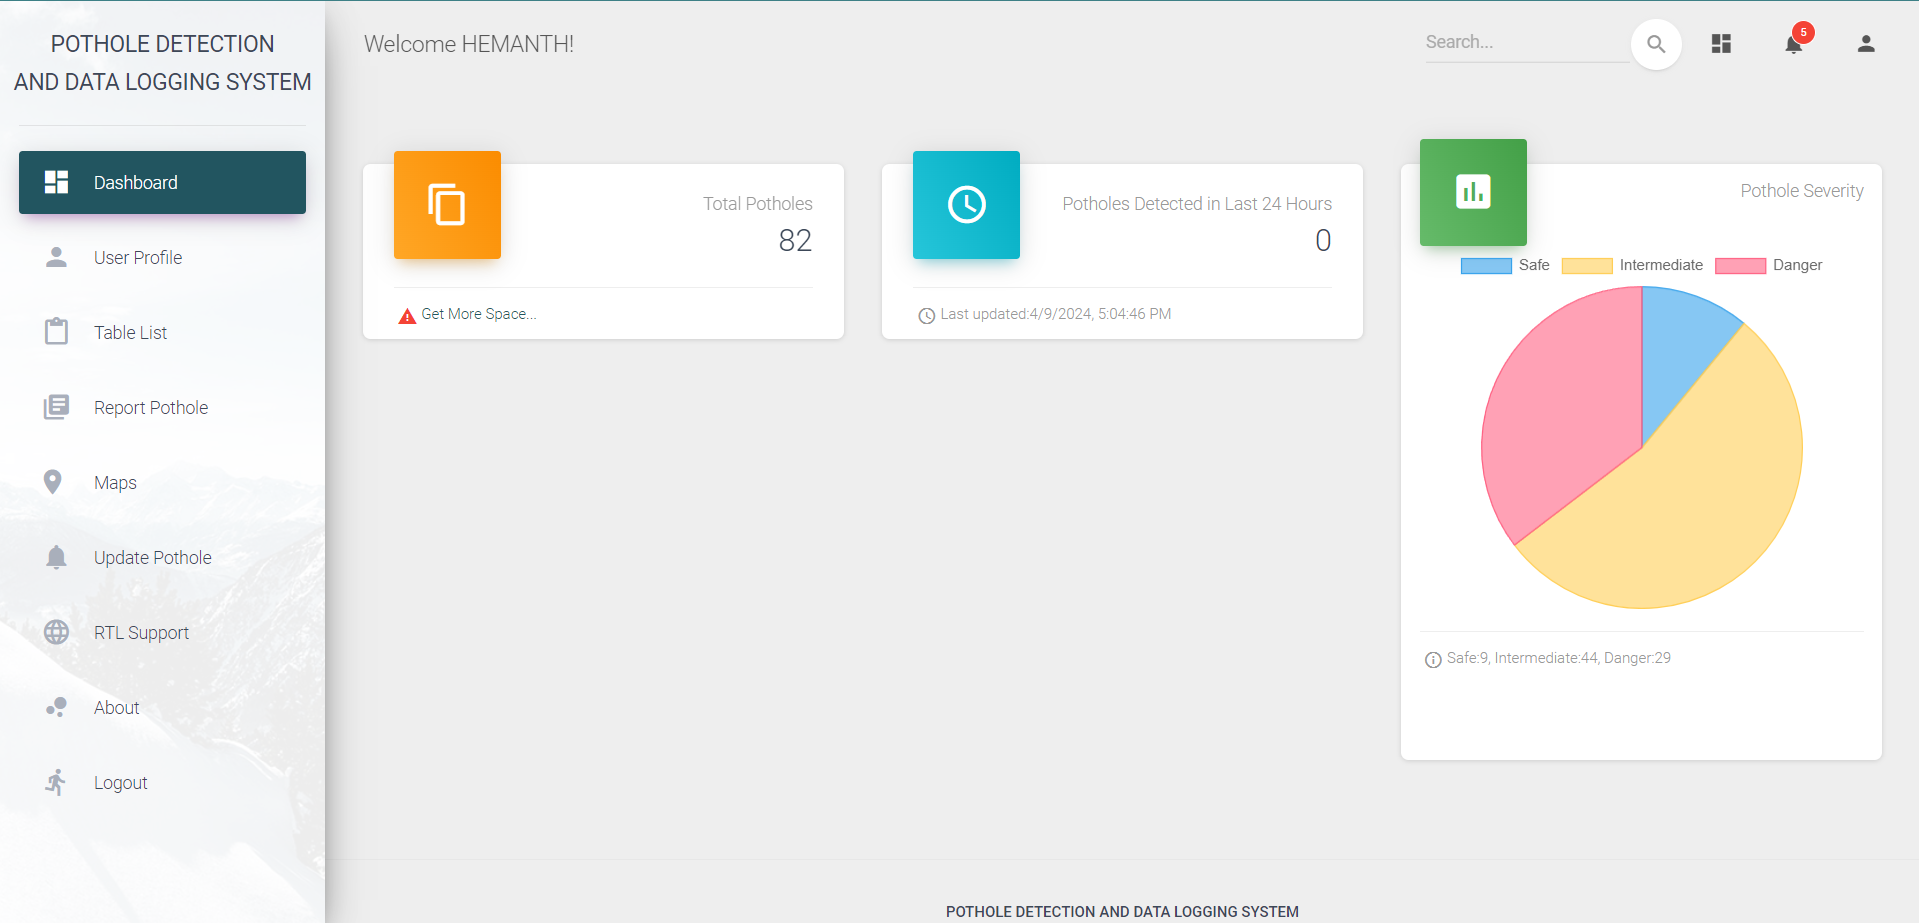 POTHOLE DETECTION
AND DATA LOGGING SYSTEM
Dashboard
User Profile
Table List
Report Pothole
Maps
Update Pothole
RTL Support
About
Logout
Welcome HEMANTH!
Search...
5
Total Potholes
82
Get More Space...
Potholes Detected in Last 24 Hours
0
Last updated:4/9/2024, 5:04:46 PM
Pothole Severity
Safe Intermediate Danger
Safe:9, Intermediate:44, Danger:29
POTHOLE DETECTION AND DATA LOGGING SYSTEM